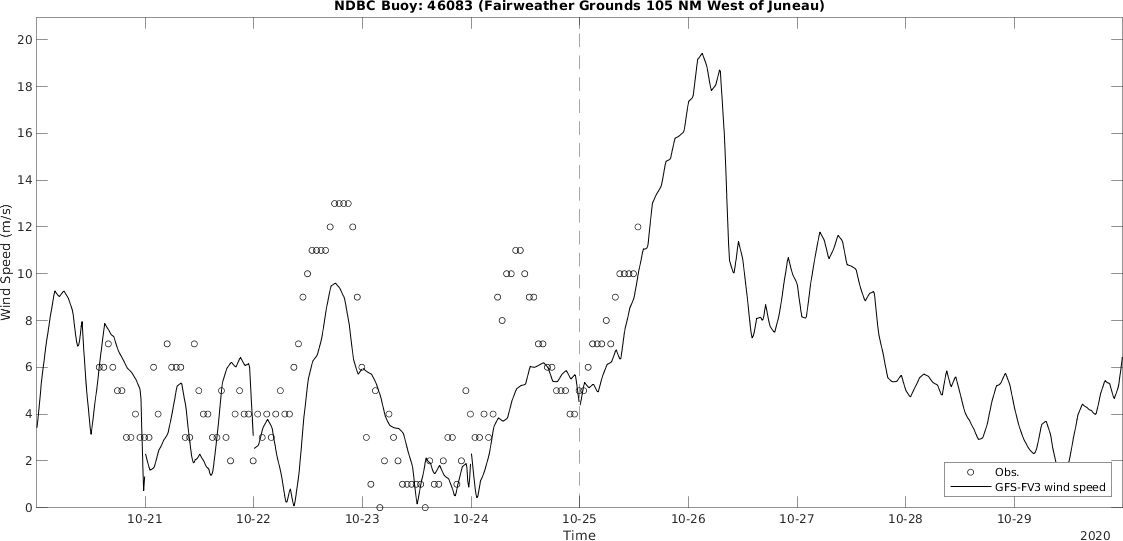 NDBC Buoy: 46083 (Fairweather Grounds 105 NM West of Juneau)
20
18
16
14
12
10
8
6
4
2
0
Wind Speed (m/s)
Obs.
GFS-FV3 wind speed
10-21 10-22 10-23 10-24 10-25 10-26 10-27 10-28 10-29
Time
2020